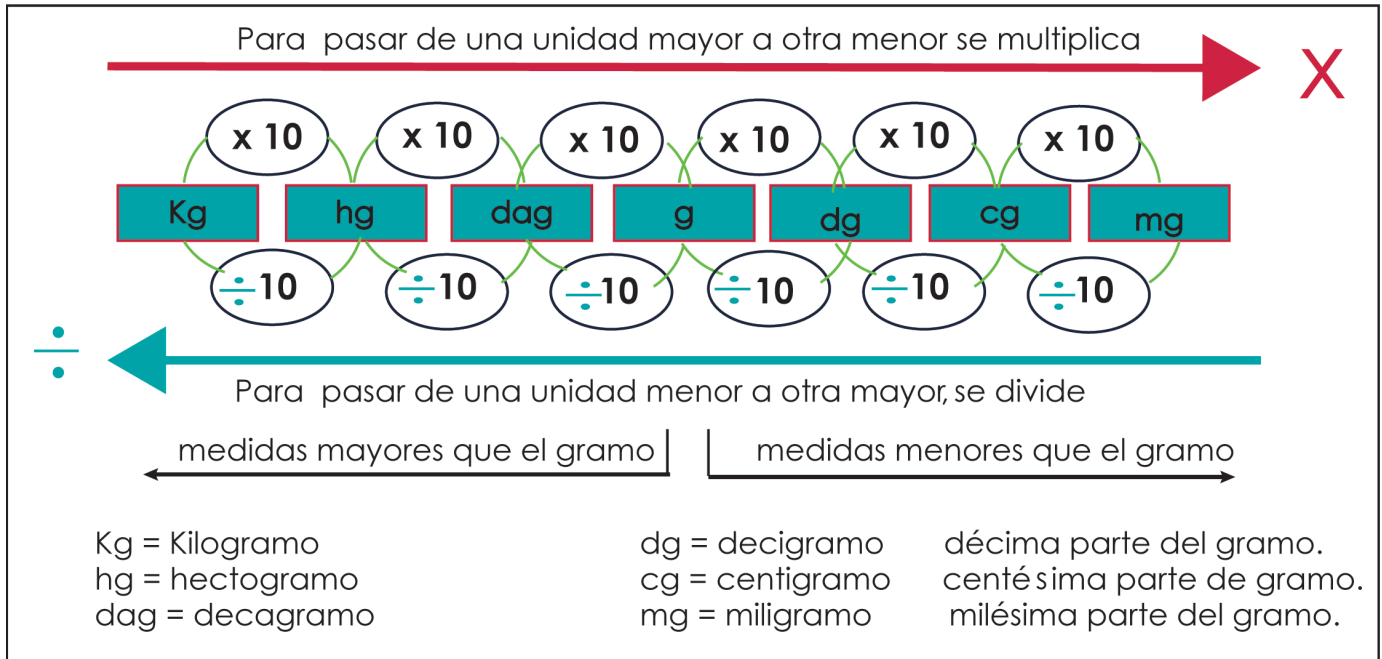 Para pasar de una unidad mayor a otra menor se multiplica
X
x 10 x 10 x 10 x 10 x 10 x 10
Kg hg dag g dg cg mg
÷10 ÷10 ÷10 ÷10 ÷10 ÷10
÷
Para pasar de una unidad menor a otra mayor, se divide
medidas mayores que el gramo medidas menores que el gramo
Kg = Kilogramo dg = decigramo décima parte del gramo.
hg = hectogramo cg = centigramo centésima parte de gramo.
dag = decagramo mg = miligramo milésima parte del gramo.